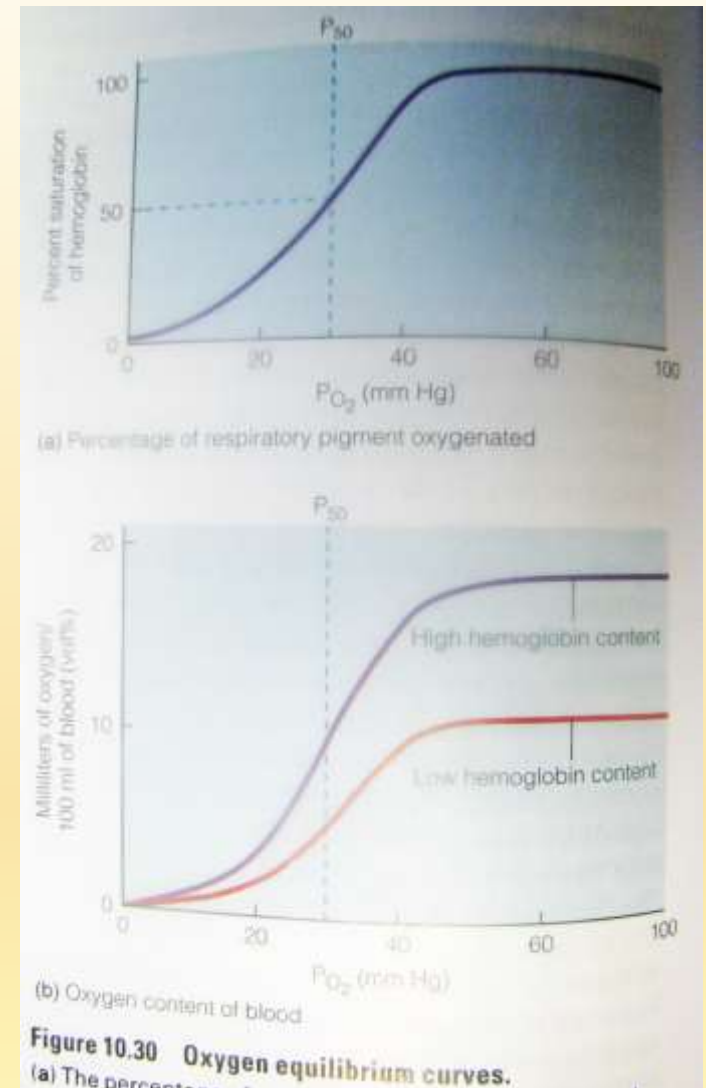 P50
100
50
0
Percent saturation
of hemoglobin
0 20 40 60 100
PO2 (mm Hg)
(a) Percentage of respiratory pigment oxygenated
P50
20
10
0
Milliliters of oxygen/
100 ml of blood (vol%)
High hemoglobin content
Low hemoglobin content
0 20 40 60 100
PO2 (mm Hg)
(b) Oxygen content of blood
Figure 10.30 Oxygen equilibrium curves.
(a) The